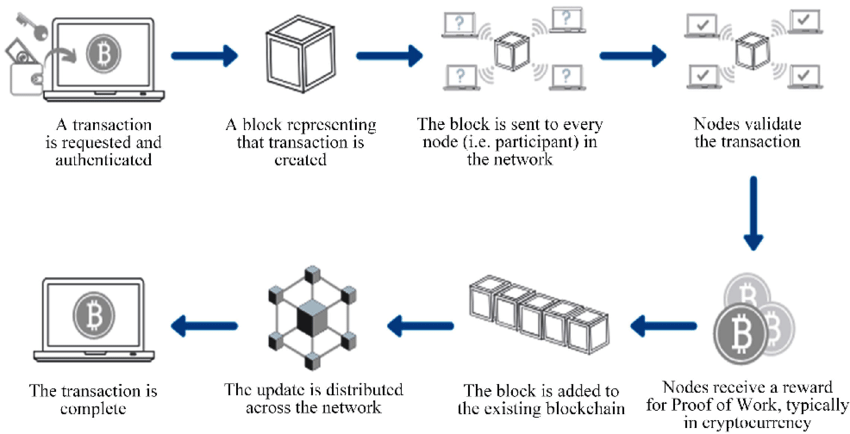 A transaction
is requested and
authenticated
A block representing
that transaction is
created
The block is sent to every
node (i.e. participant) in
the network
Nodes validate
the transaction
Nodes receive a reward
for Proof of Work, typically
in cryptocurrency
The block is added to
the existing blockchain
The update is distributed
across the network
The transaction is
complete